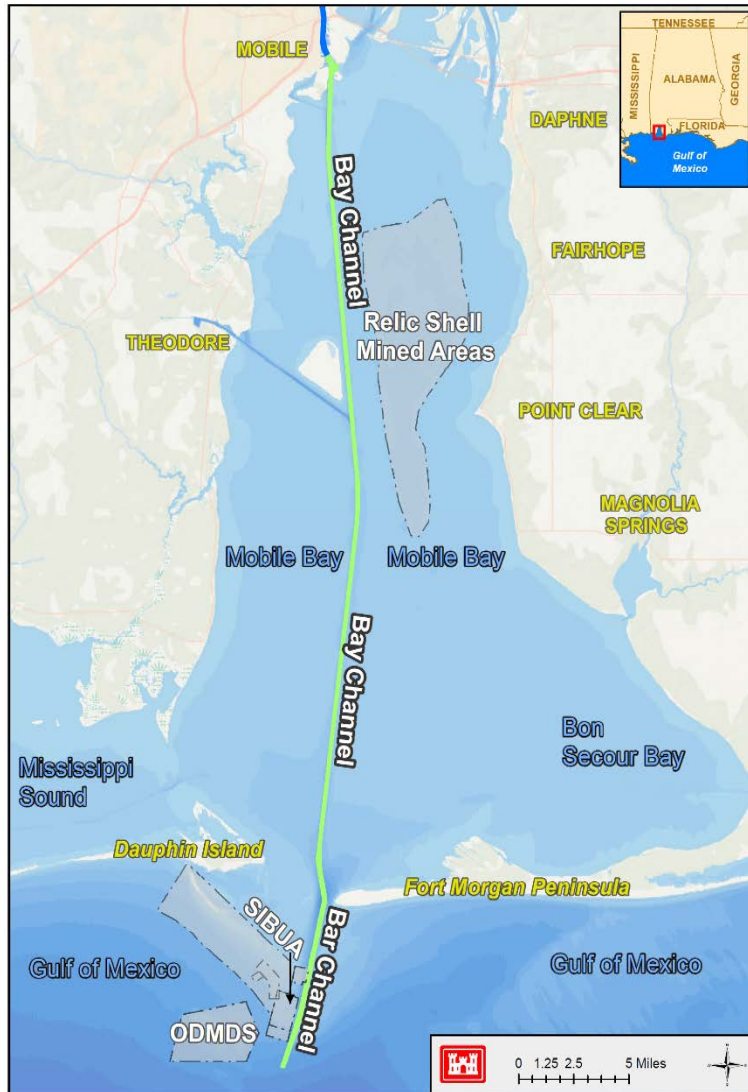 TENNESSEE
MISSISSIPPI
ALABAMA
GEORGIA
FLORIDA
Gulf of
Mexico
MOBILE
DAPHNE
Bay Channel
FAIRHOPE
Relic Shell
Mined Areas
THEODORE
POINT CLEAR
MAGNOLIA
SPRINGS
Mobile Bay
Mobile Bay
Bay Channel
Bon
Secour Bay
Mississippi
Sound
Dauphin Island
Fort Morgan Peninsula
SIBUA
Bar Channel
Gulf of Mexico
Gulf of Mexico
ODMDS
0 1.25 2.5 5 Miles